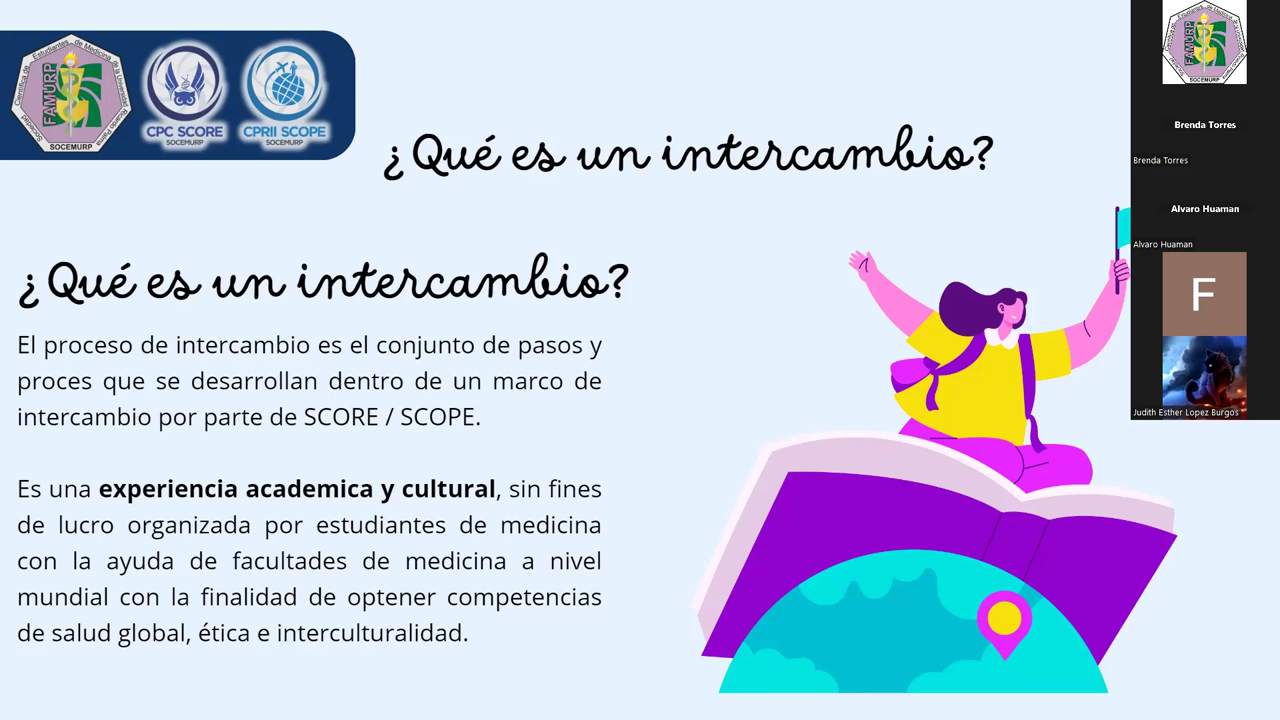 FAMURP
SOCEMURP
CPC SCORE
SOCEMURP
CPRII SCOPE
SOCEMURP
¿Qué es un intercambio?
¿Qué es un intercambio?
El proceso de intercambio es el conjunto de pasos y
proces que se desarrollan dentro de un marco de
intercambio por parte de SCORE / SCOPE.
Es una experiencia academica y cultural, sin fines
de lucro organizada por estudiantes de medicina
con la ayuda de facultades de medicina a nivel
mundial con la finalidad de optener competencias
de salud global, ética e interculturalidad.
FAMURP
SOCEMURP
Brenda Torres
Brenda Torres
Alvaro Huaman
Alvaro Huaman
F
Judith Esther Lopez Burgos